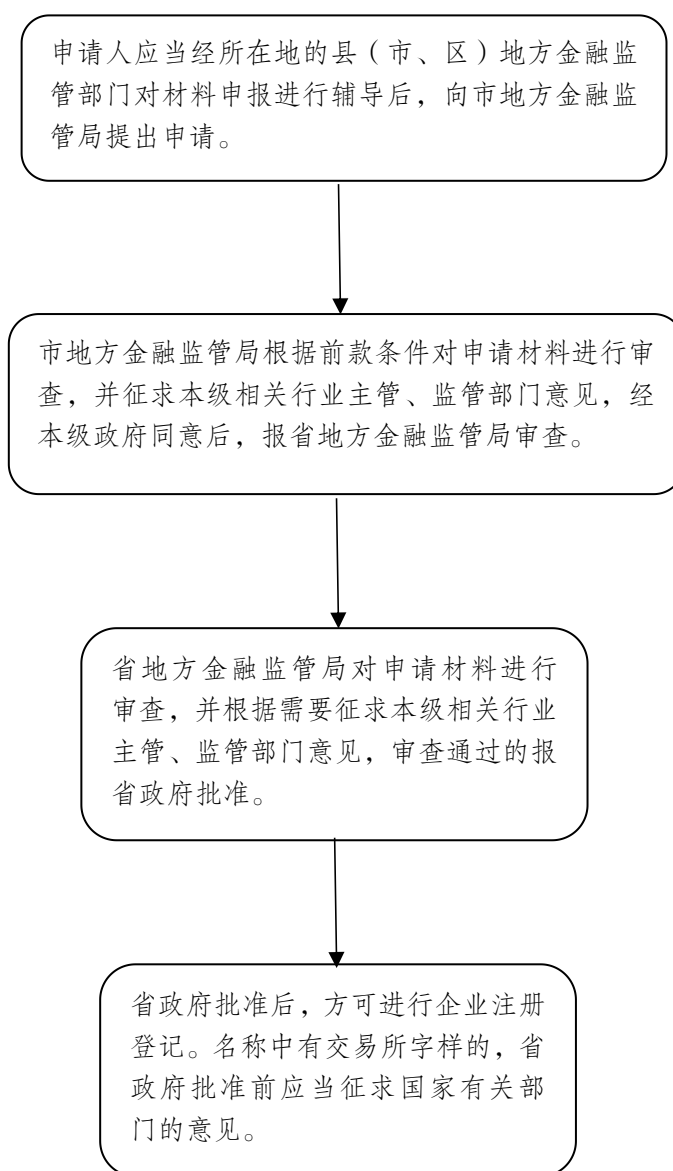 申请人应当经所在地的县（市、区）地方金融监
管部门对材料申报进行辅导后，向市地方金融监
管局提出申请。
市地方金融监管局根据前款条件对申请材料进行审
查，并征求本级相关行业主管、监管部门意见，经
本级政府同意后，报省地方金融监管局审查。
省地方金融监管局对申请材料进行
审查，并根据需要征求本级相关行业
主管、监管部门意见，审查通过的报
省政府批准。
省政府批准后，方可进行企业注册
登记。名称中有交易所字样的，省
政府批准前应当征求国家有关部
门的意见。